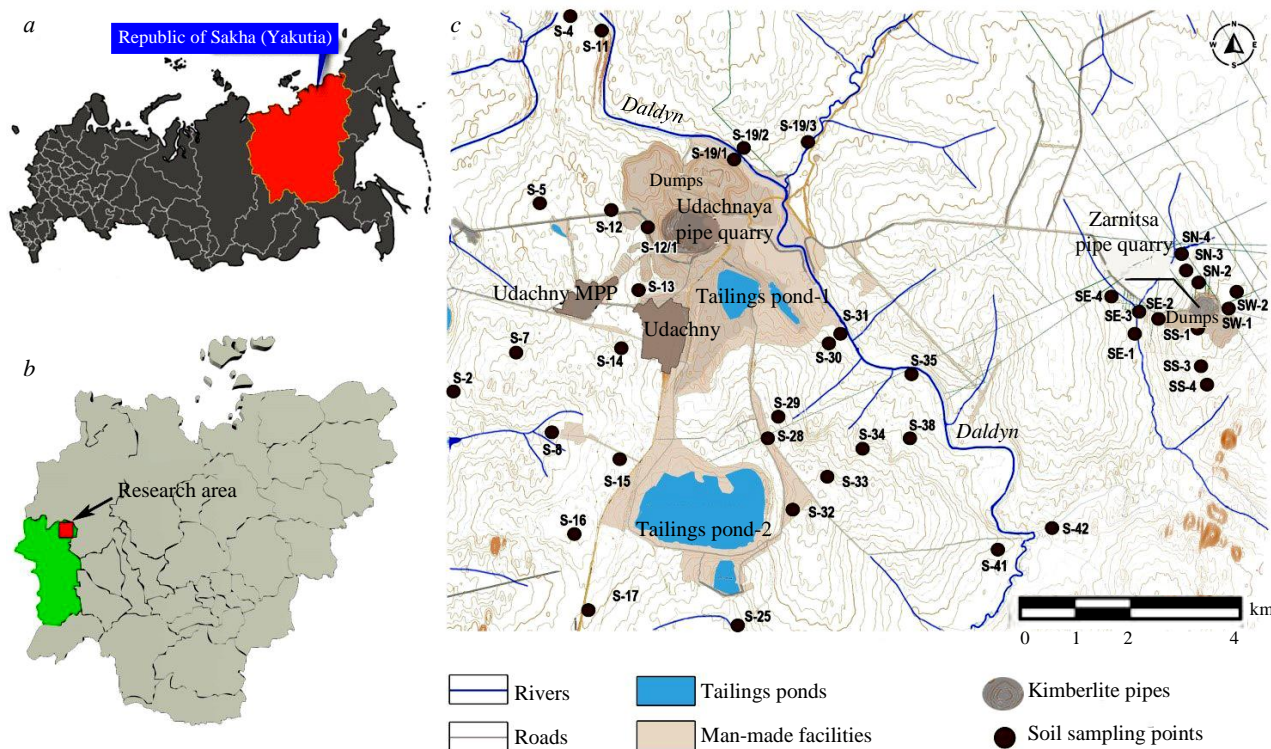 a
Republic of Sakha (Yakutia)
b
Research area
c
S-4
S-11
N
W E
S
Daldyn
S-19/2
S-19/3
S-19/1
Dumps
S-5
Udachnaya
pipe quarry
S-12
S-12/1
Zarnitsa
pipe quarry
SN-4
SN-3
SN-2
S-13
Udachny MPP
Tailings pond-1
SE-4
SE-2
SW-2
SE-3
Dumps
SW-1
Udachny
S-31
SS-1
SE-1
S-30
S-7
S-14
S-35
SS-3
SS-4
S-2
S-29
S-28
S-38
S-34
Daldyn
S-8
S-15
S-33
S-32
S-16
Tailings pond-2
S-42
S-41
S-17
S-25
km
0 1 2 4
Rivers
Tailings ponds
Kimberlite pipes
Roads
Man-made facilities
Soil sampling points